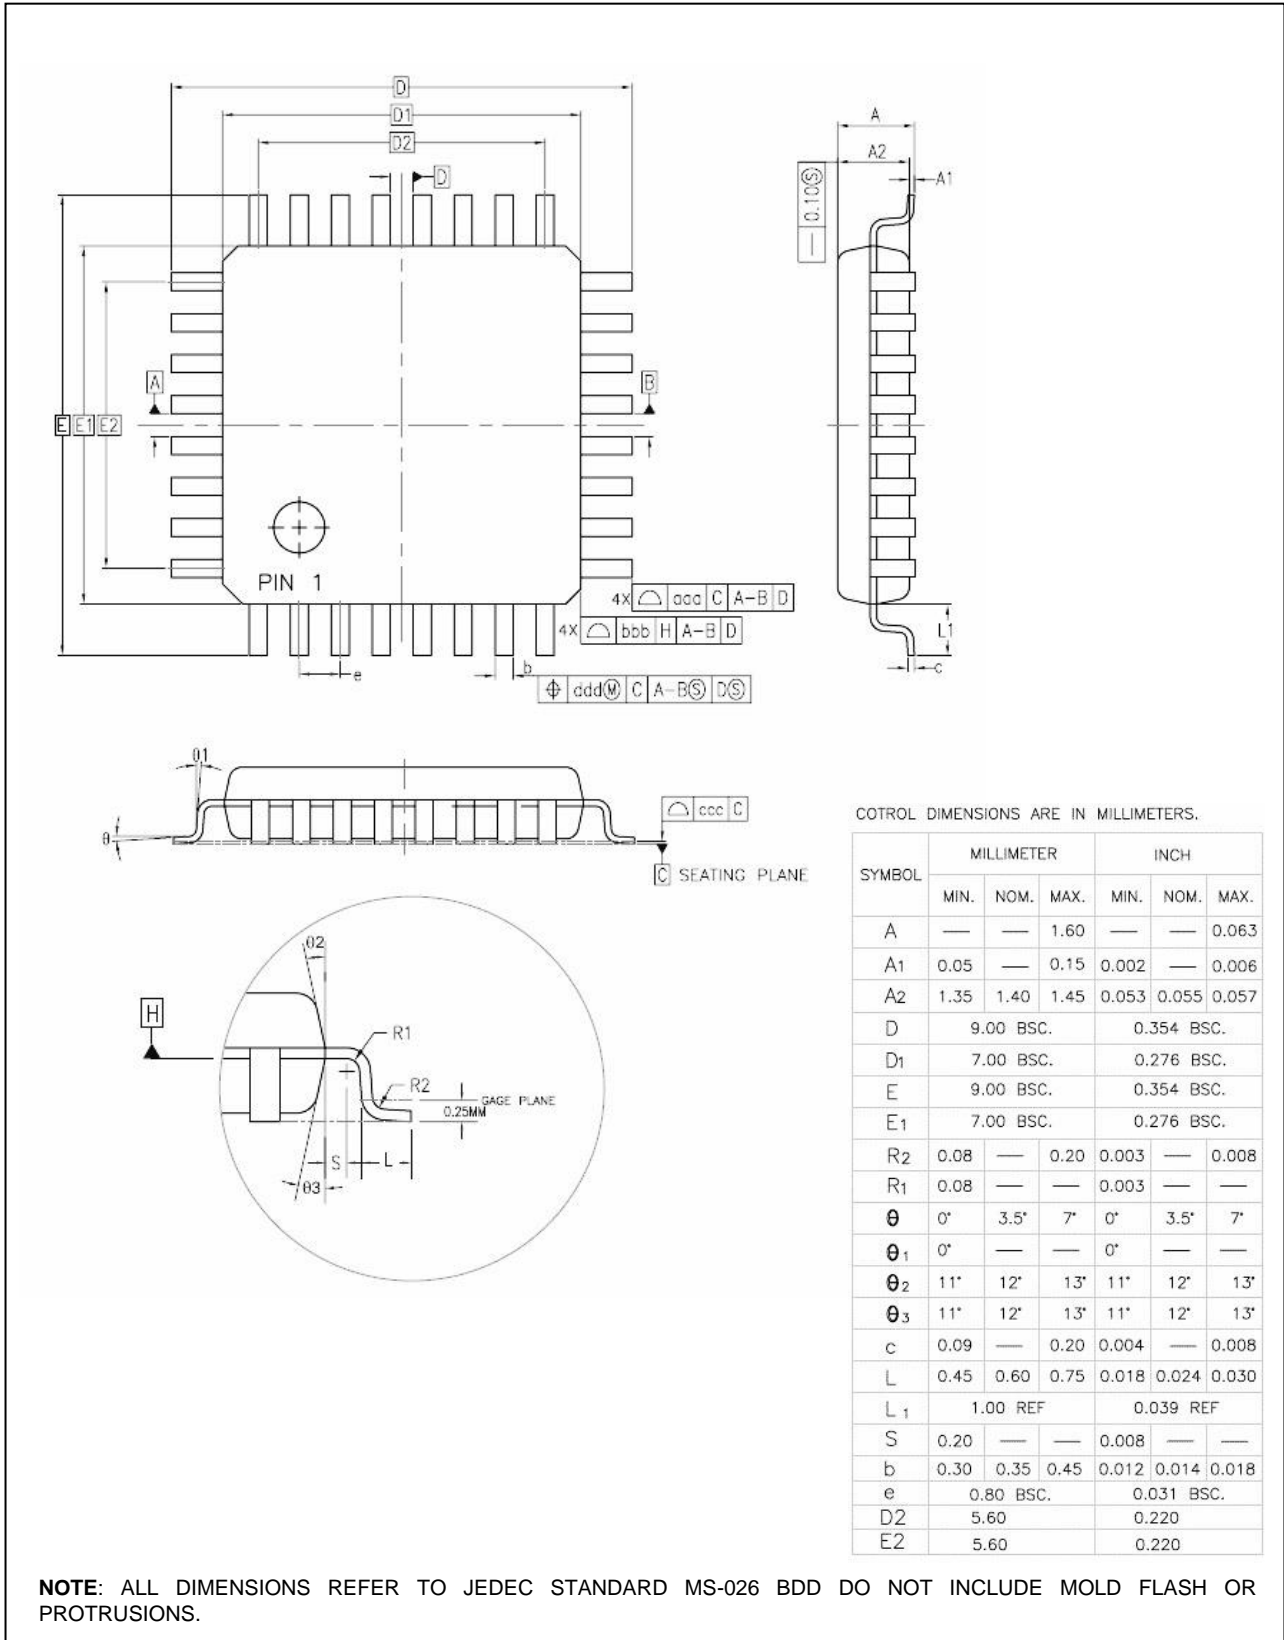 D
D1
D2
D
A
A2
A1
— 0.10Ⓢ
A
B
E E1 E2
PIN 1
4X ⌓ aaa C A-B D
4X ⌓ bbb H A-B D
e
b
⌖ dddⓂ C A-BⓈ DⓈ
L1
c
θ1
θ
⌓ ccc C
C SEATING PLANE
θ2
H
R1
R2
GAGE PLANE
0.25MM
S L
θ3
COTROL DIMENSIONS ARE IN MILLIMETERS.
SYMBOL MILLIMETER INCH
MIN. NOM. MAX. MIN. NOM. MAX.
A — — 1.60 — — 0.063
A1 0.05 — 0.15 0.002 — 0.006
A2 1.35 1.40 1.45 0.053 0.055 0.057
D 9.00 BSC. 0.354 BSC.
D1 7.00 BSC. 0.276 BSC.
E 9.00 BSC. 0.354 BSC.
E1 7.00 BSC. 0.276 BSC.
R2 0.08 — 0.20 0.003 — 0.008
R1 0.08 — — 0.003 — —
θ 0° 3.5° 7° 0° 3.5° 7°
θ1 0° — — 0° — —
θ2 11° 12° 13° 11° 12° 13°
θ3 11° 12° 13° 11° 12° 13°
c 0.09 — 0.20 0.004 — 0.008
L 0.45 0.60 0.75 0.018 0.024 0.030
L1 1.00 REF 0.039 REF
S 0.20 — — 0.008 — —
b 0.30 0.35 0.45 0.012 0.014 0.018
e 0.80 BSC. 0.031 BSC.
D2 5.60 0.220
E2 5.60 0.220
NOTE: ALL DIMENSIONS REFER TO JEDEC STANDARD MS-026 BDD DO NOT INCLUDE MOLD FLASH OR
PROTRUSIONS.